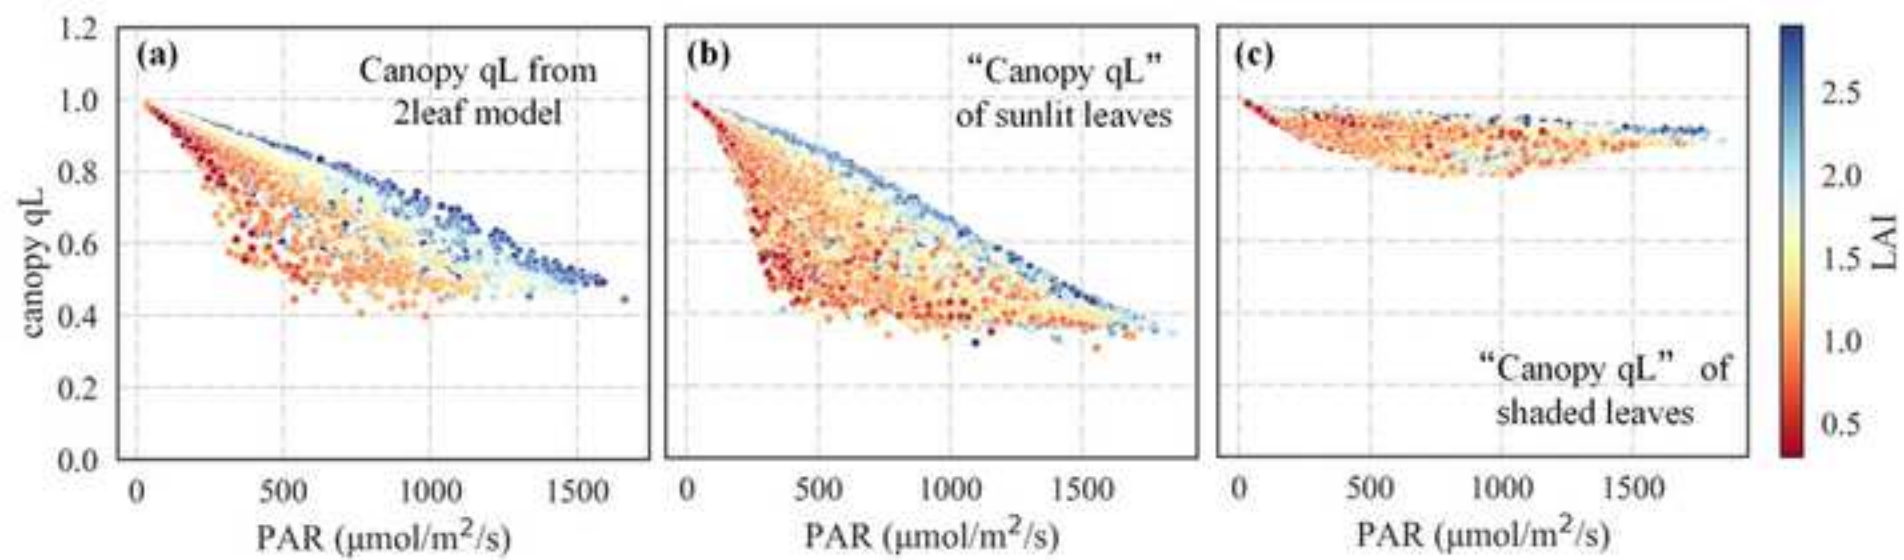 (a)
Canopy qL from
2leaf model
(b)
“Canopy qL”
of sunlit leaves
(c)
“Canopy qL” of
shaded leaves
canopy qL
1.2
1.0
0.8
0.6
0.4
0.2
0.0
0 500 1000 1500
PAR (μmol/m²/s)
0 500 1000 1500
PAR (μmol/m²/s)
0 500 1000 1500
PAR (μmol/m²/s)
2.5
2.0
1.5
1.0
0.5
LAI